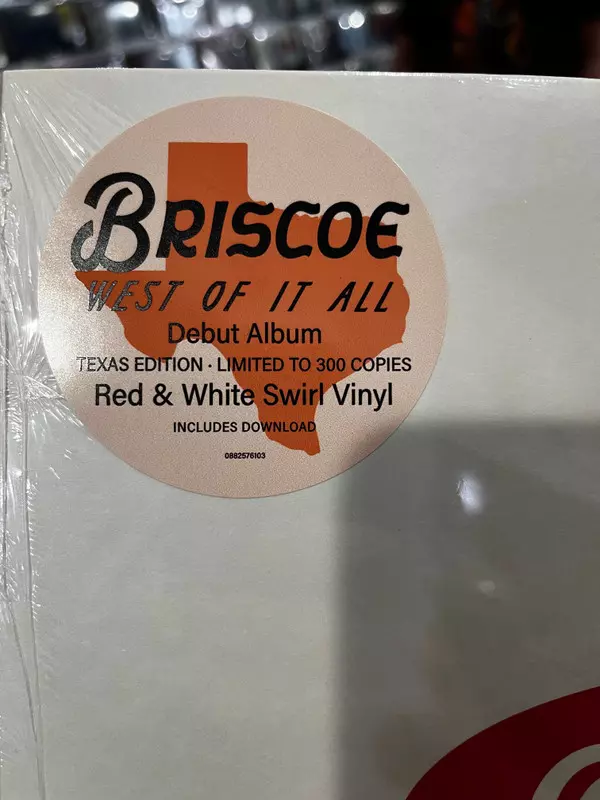 BRISCOE
WEST OF IT ALL
Debut Album
TEXAS EDITION · LIMITED TO 300 COPIES
Red & White Swirl Vinyl
INCLUDES DOWNLOAD
0882576103